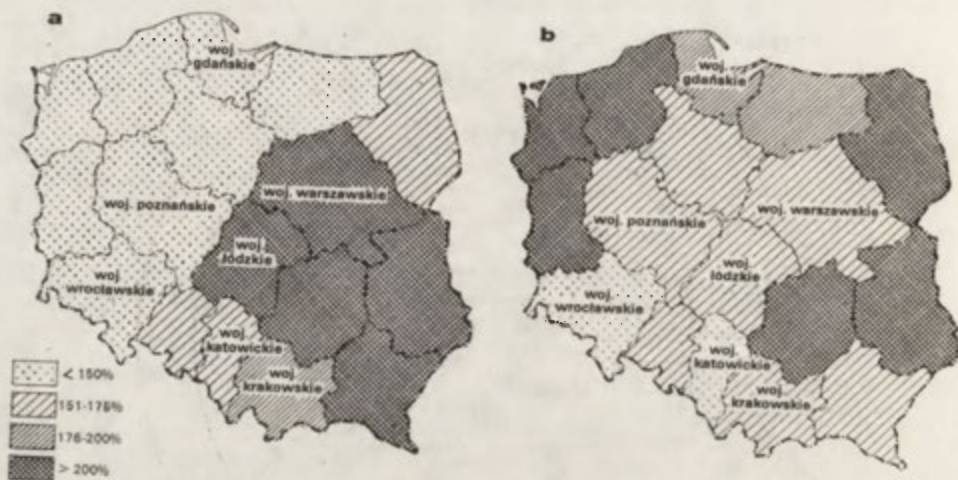 a
woj.
gdańskie
woj. warszawskie
woj. poznańskie
woj.
łódzkie
woj.
wrocławskie
woj.
katowickie
woj.
krakowskie
< 150%
151-175%
176-200%
> 200%
b
woj.
gdańskie
woj. poznańskie
woj. warszawskie
woj.
łódzkie
woj.
wrocławskie
woj.
katowickie
woj.
krakowskie